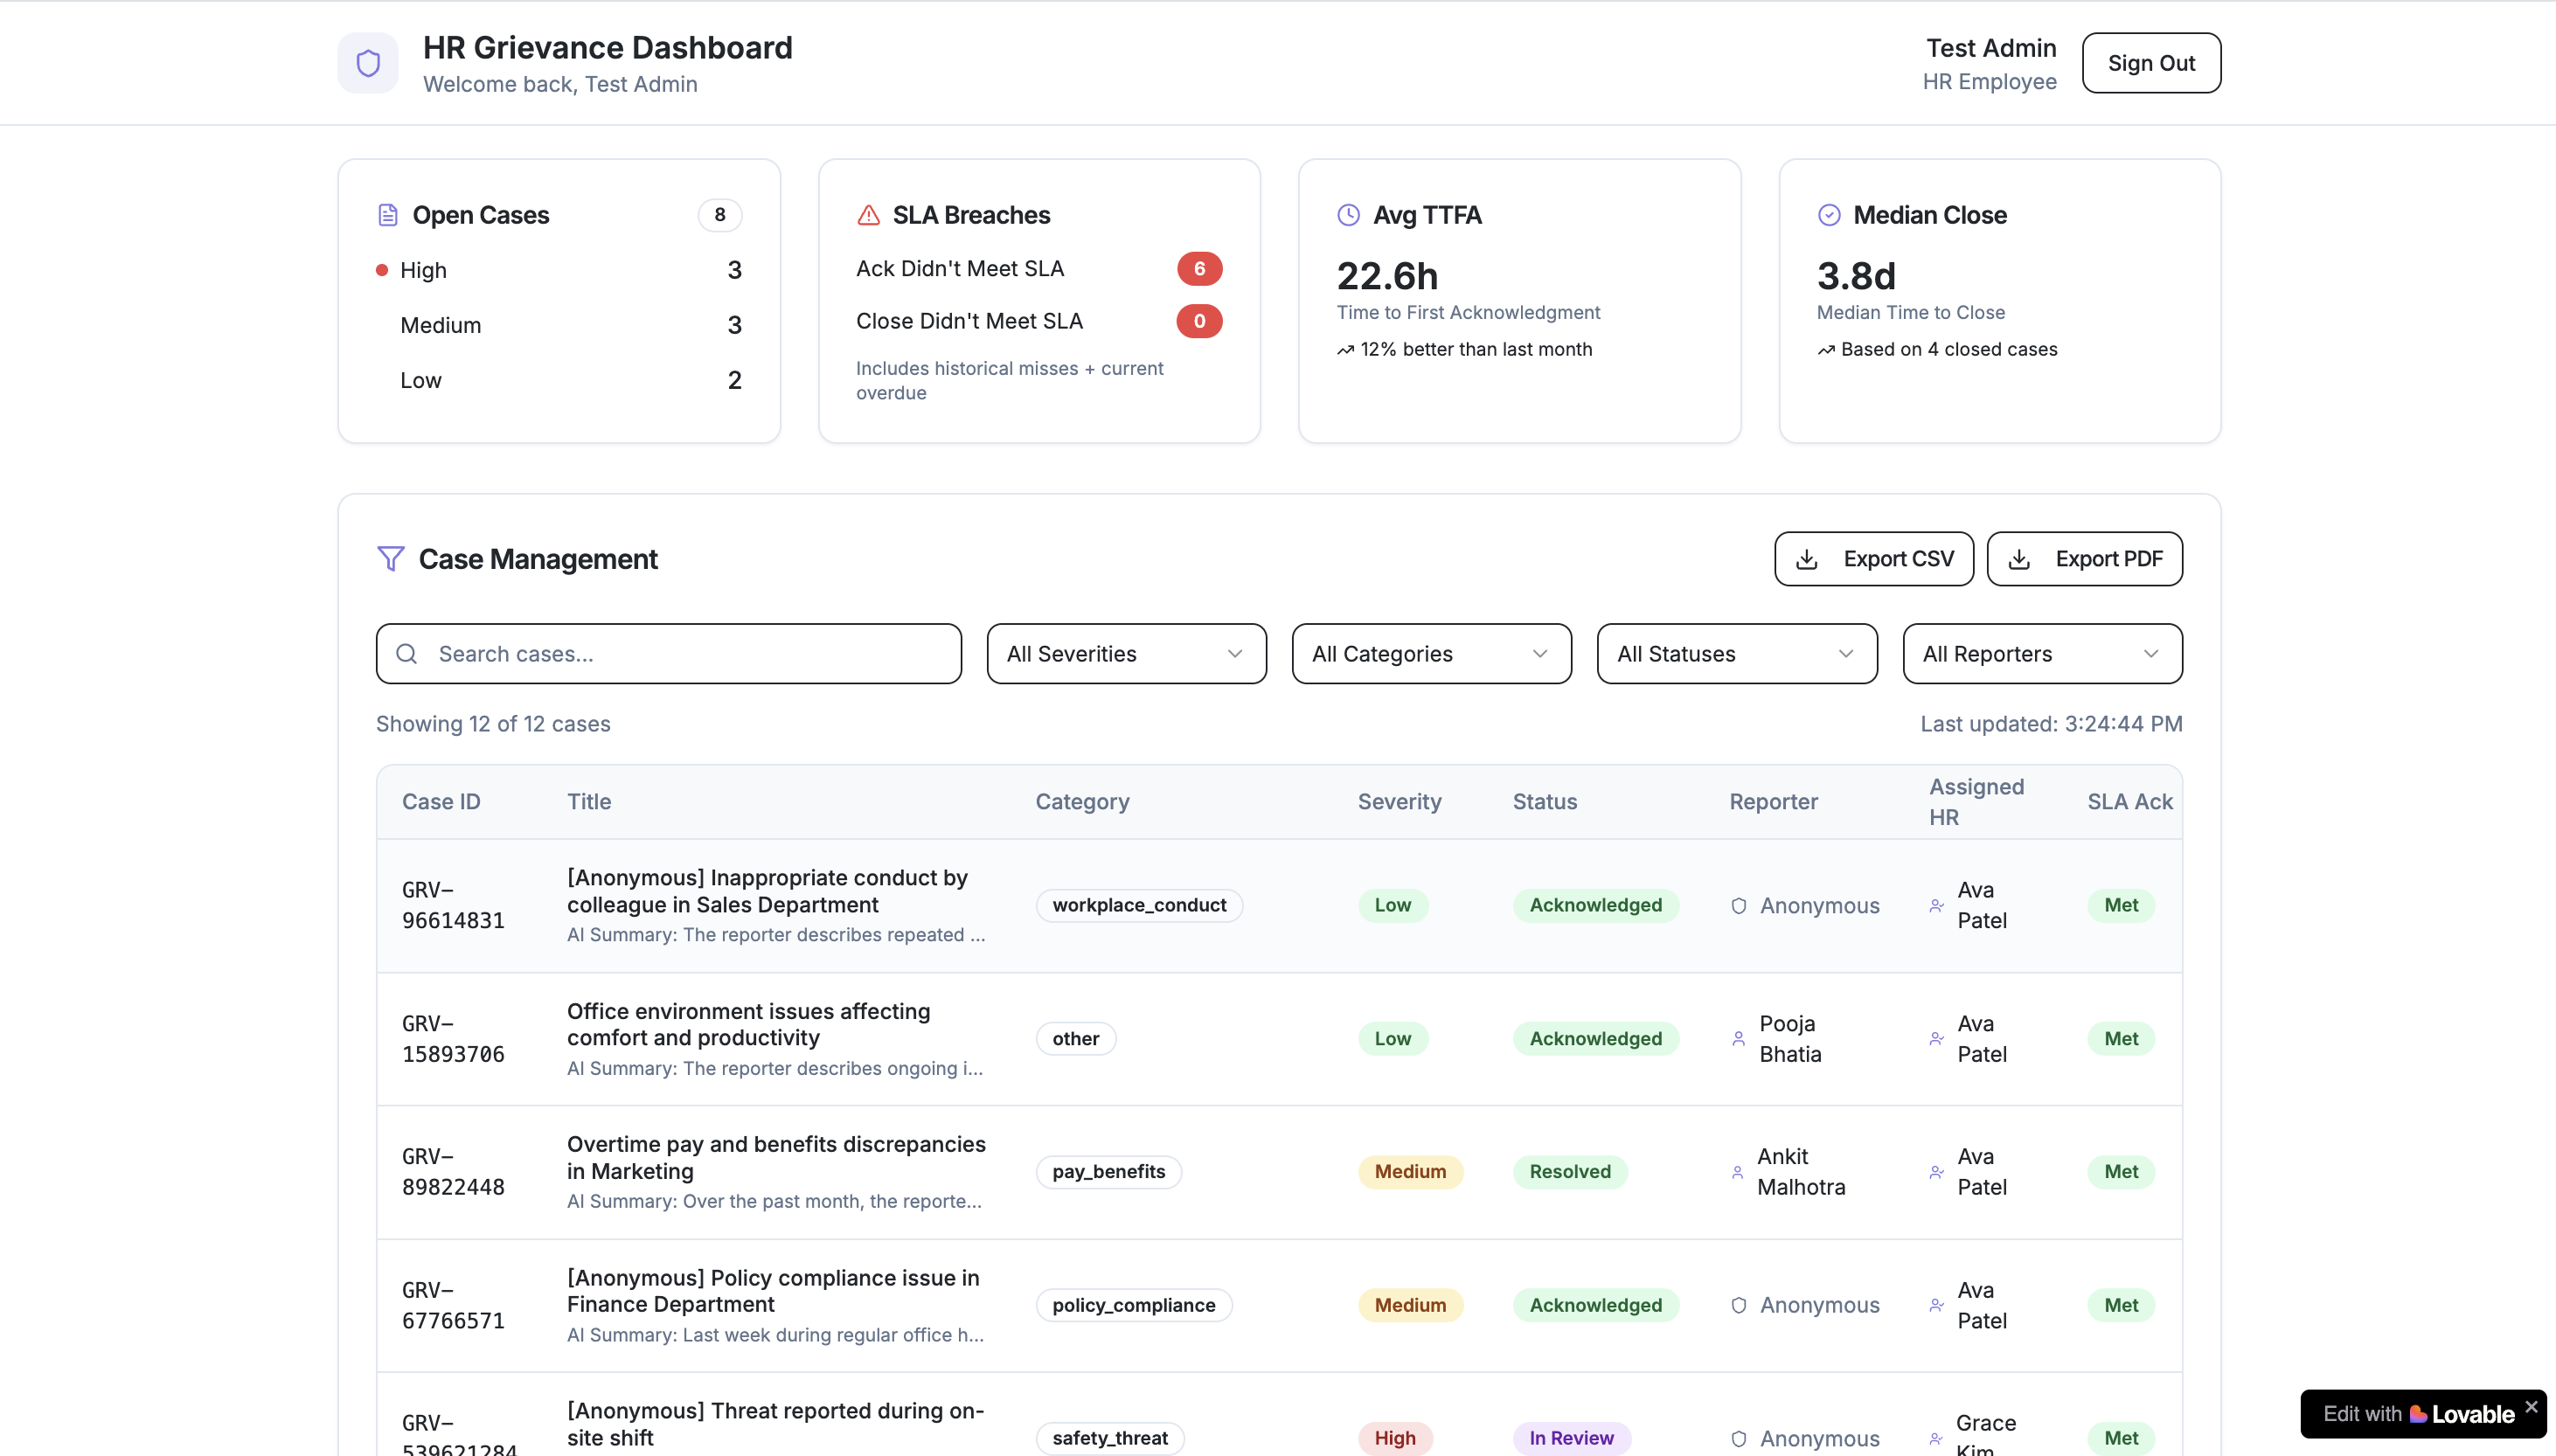 HR Grievance Dashboard
Welcome back, Test Admin
Test Admin
HR Employee
Sign Out
Open Cases
8
High
3
Medium
3
Low
2
SLA Breaches
Ack Didn't Meet SLA
6
Close Didn't Meet SLA
0
Includes historical misses + current
overdue
Avg TTFA
22.6h
Time to First Acknowledgment
12% better than last month
Median Close
3.8d
Median Time to Close
Based on 4 closed cases
Case Management
Export CSV
Export PDF
Search cases...
All Severities
All Categories
All Statuses
All Reporters
Showing 12 of 12 cases
Last updated: 3:24:44 PM
Case ID
Title
Category
Severity
Status
Reporter
Assigned
HR
SLA Ack
GRV-
96614831
[Anonymous] Inappropriate conduct by
colleague in Sales Department
AI Summary: The reporter describes repeated ...
workplace_conduct
Low
Acknowledged
Anonymous
Ava
Patel
Met
GRV-
15893706
Office environment issues affecting
comfort and productivity
AI Summary: The reporter describes ongoing i...
other
Low
Acknowledged
Pooja
Bhatia
Ava
Patel
Met
GRV-
89822448
Overtime pay and benefits discrepancies
in Marketing
AI Summary: Over the past month, the reporte...
pay_benefits
Medium
Resolved
Ankit
Malhotra
Ava
Patel
Met
GRV-
67766571
[Anonymous] Policy compliance issue in
Finance Department
AI Summary: Last week during regular office h...
policy_compliance
Medium
Acknowledged
Anonymous
Ava
Patel
Met
GRV-
539621284
[Anonymous] Threat reported during on-
site shift
safety_threat
High
In Review
Anonymous
Grace
Kim
Met
Edit with Lovable